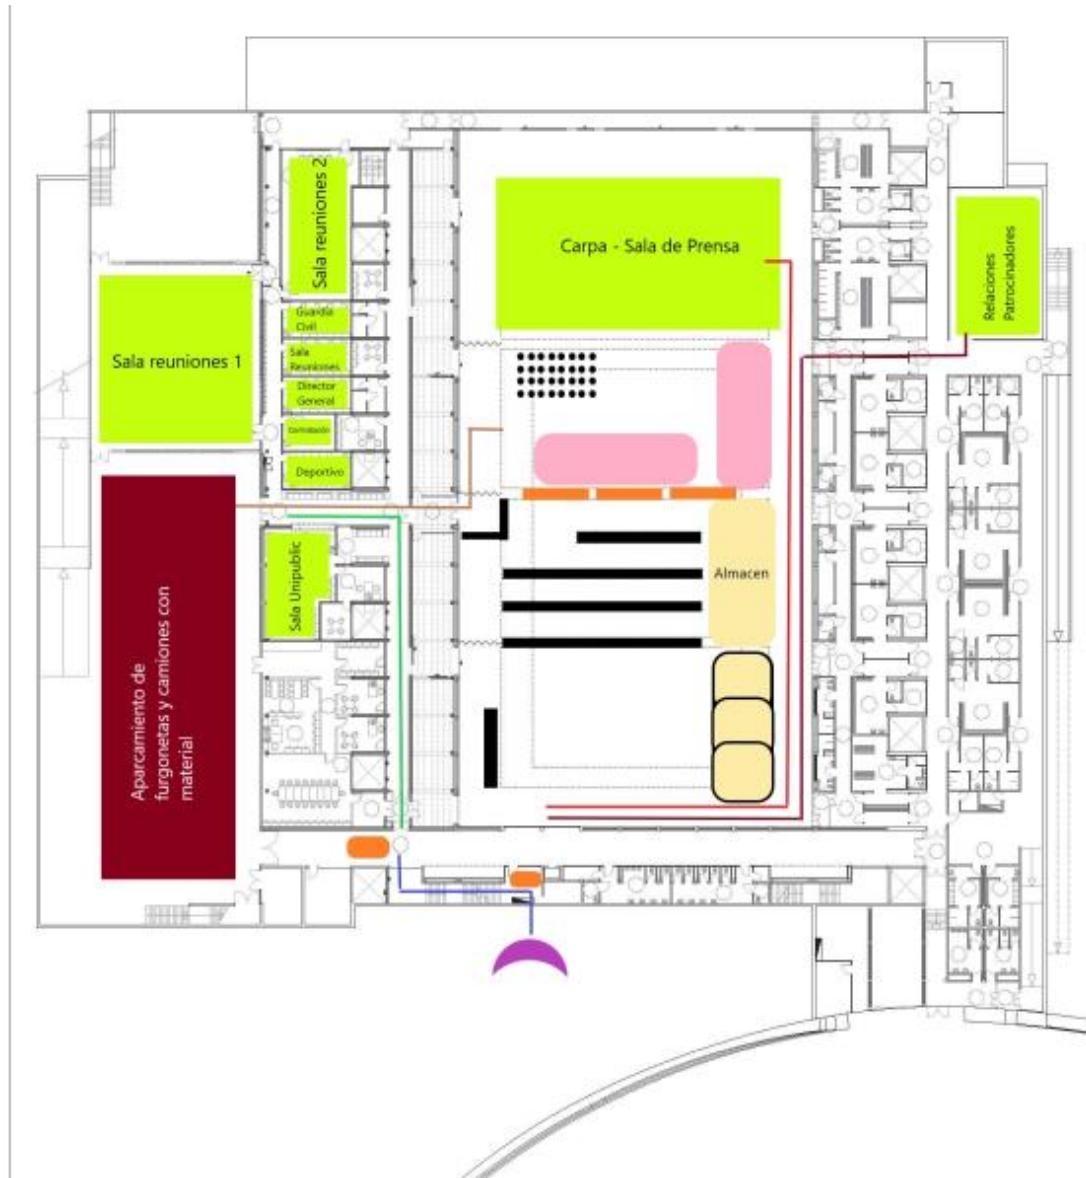 Sala reuniones 2
Carpa - Sala de Prensa
Relaciones
Patrocinadores
Guardia
Civil
Sala reuniones 1
Sala
Reuniones
Director
General
Deportivo
Sala Unipublic
Almacen
Aparcamiento de
furgonetas y camiones con
material